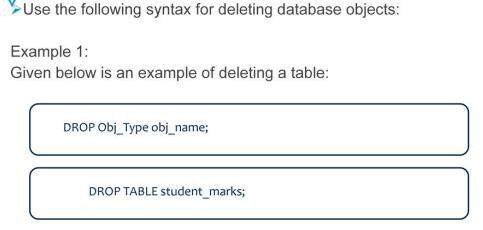 Use the following syntax for deleting database objects:
Example 1:
Given below is an example of deleting a table:
DROP Obj_Type obj_name;
DROP TABLE student_marks;